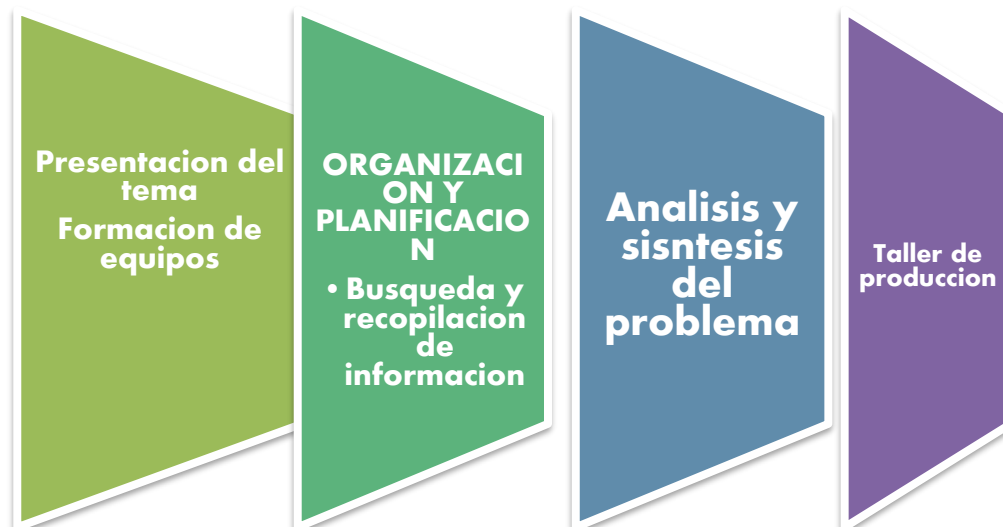 Presentacion del
tema
Formacion de
equipos
ORGANIZACI
ON Y
PLANIFICACIO
N
• Busqueda y
recopilacion
de
informacion
Analisis y
sisntesis
del
problema
Taller de
produccion